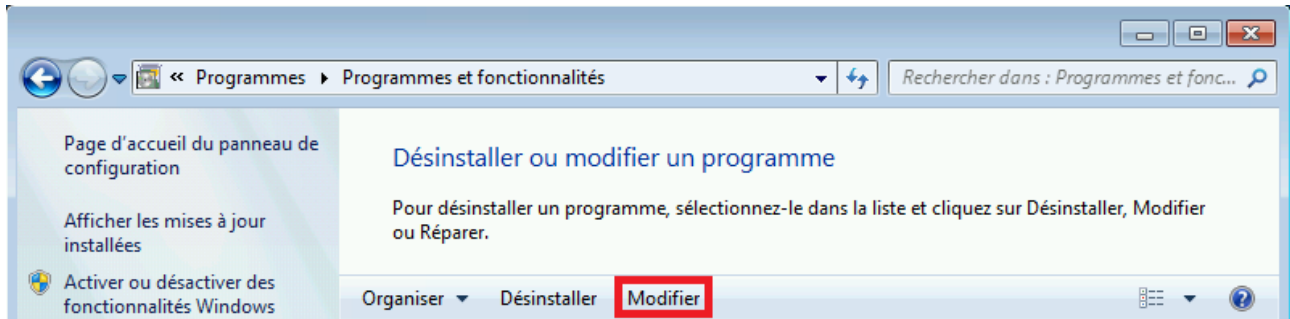 « Programmes ▸ Programmes et fonctionnalités
Rechercher dans : Programmes et fonc...
Page d'accueil du panneau de
configuration
Afficher les mises à jour
installées
Activer ou désactiver des
fonctionnalités Windows
Désinstaller ou modifier un programme
Pour désinstaller un programme, sélectionnez-le dans la liste et cliquez sur Désinstaller, Modifier
ou Réparer.
Organiser ▾ Désinstaller Modifier